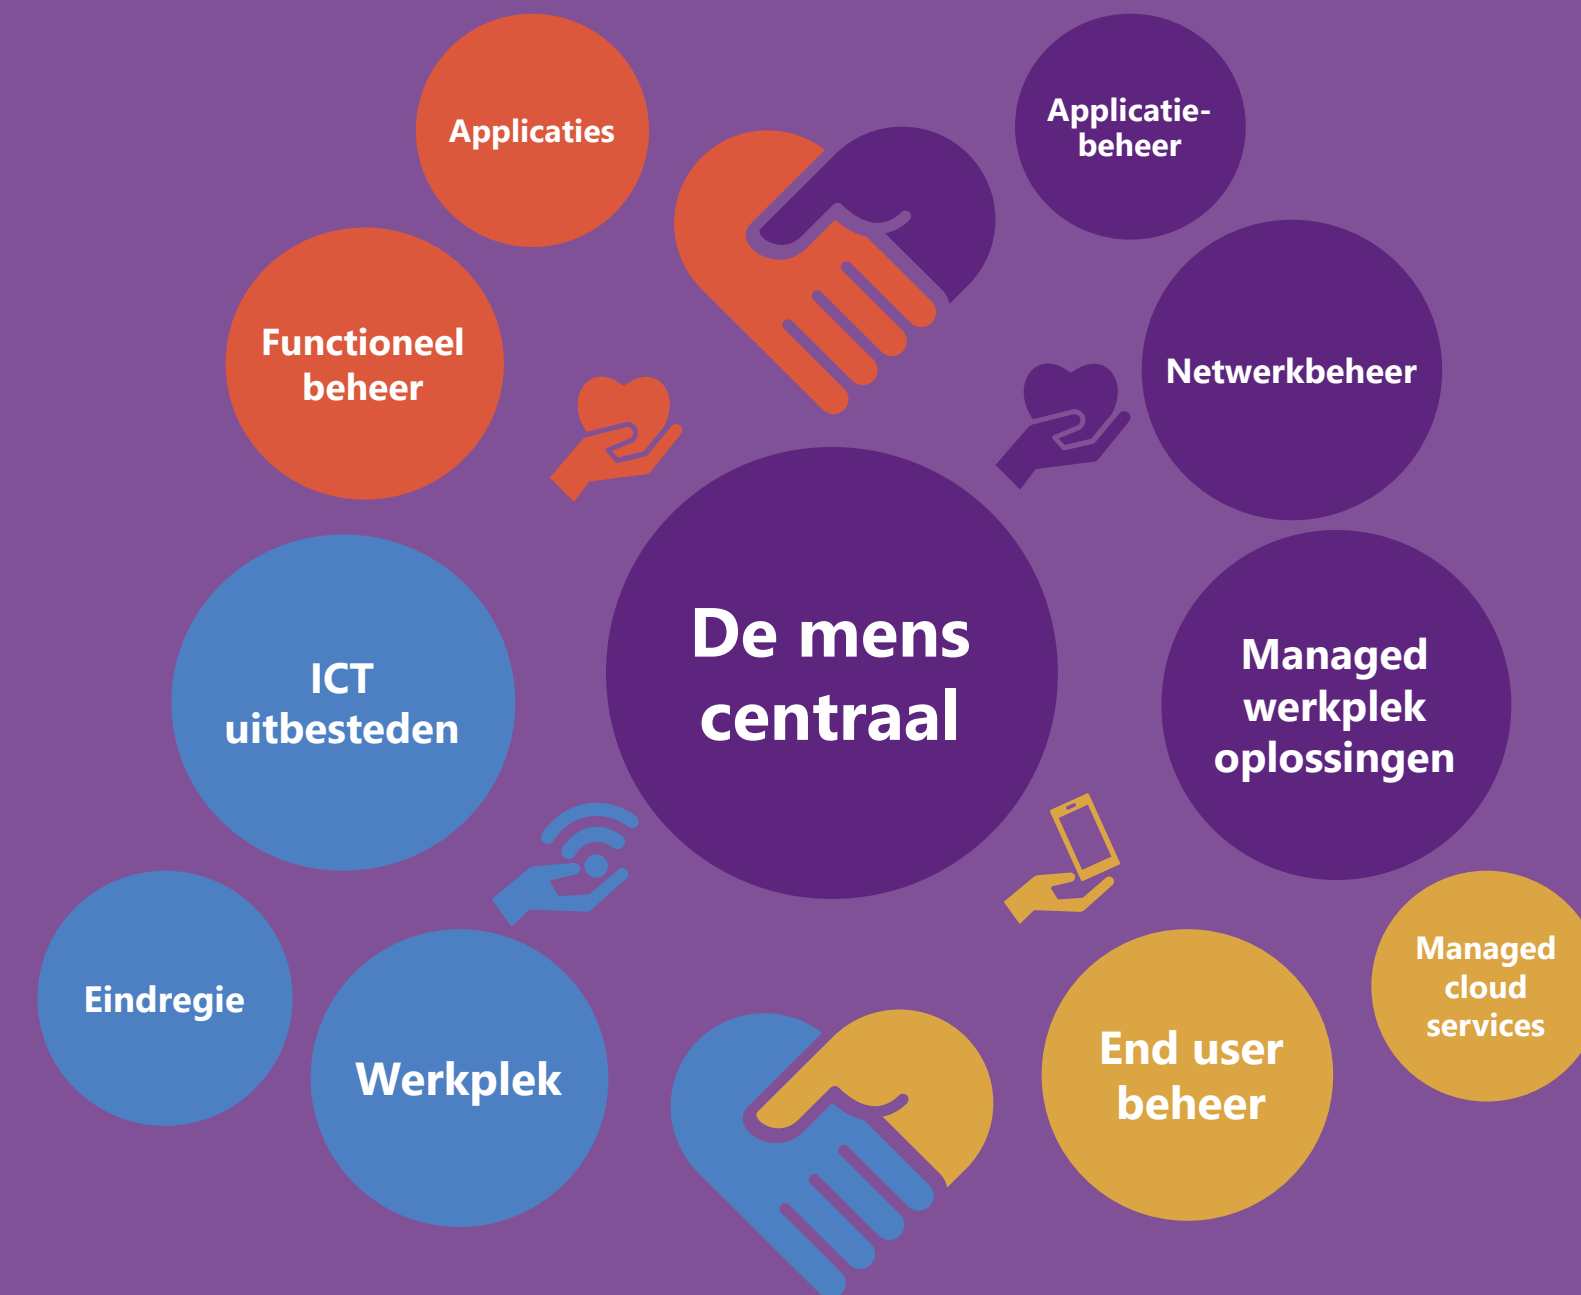 Applicaties
Applicatie-
beheer
Functioneel
beheer
Netwerkbeheer
De mens
centraal
ICT
uitbesteden
Managed
werkplek
oplossingen
Eindregie
Werkplek
End user
beheer
Managed
cloud
services